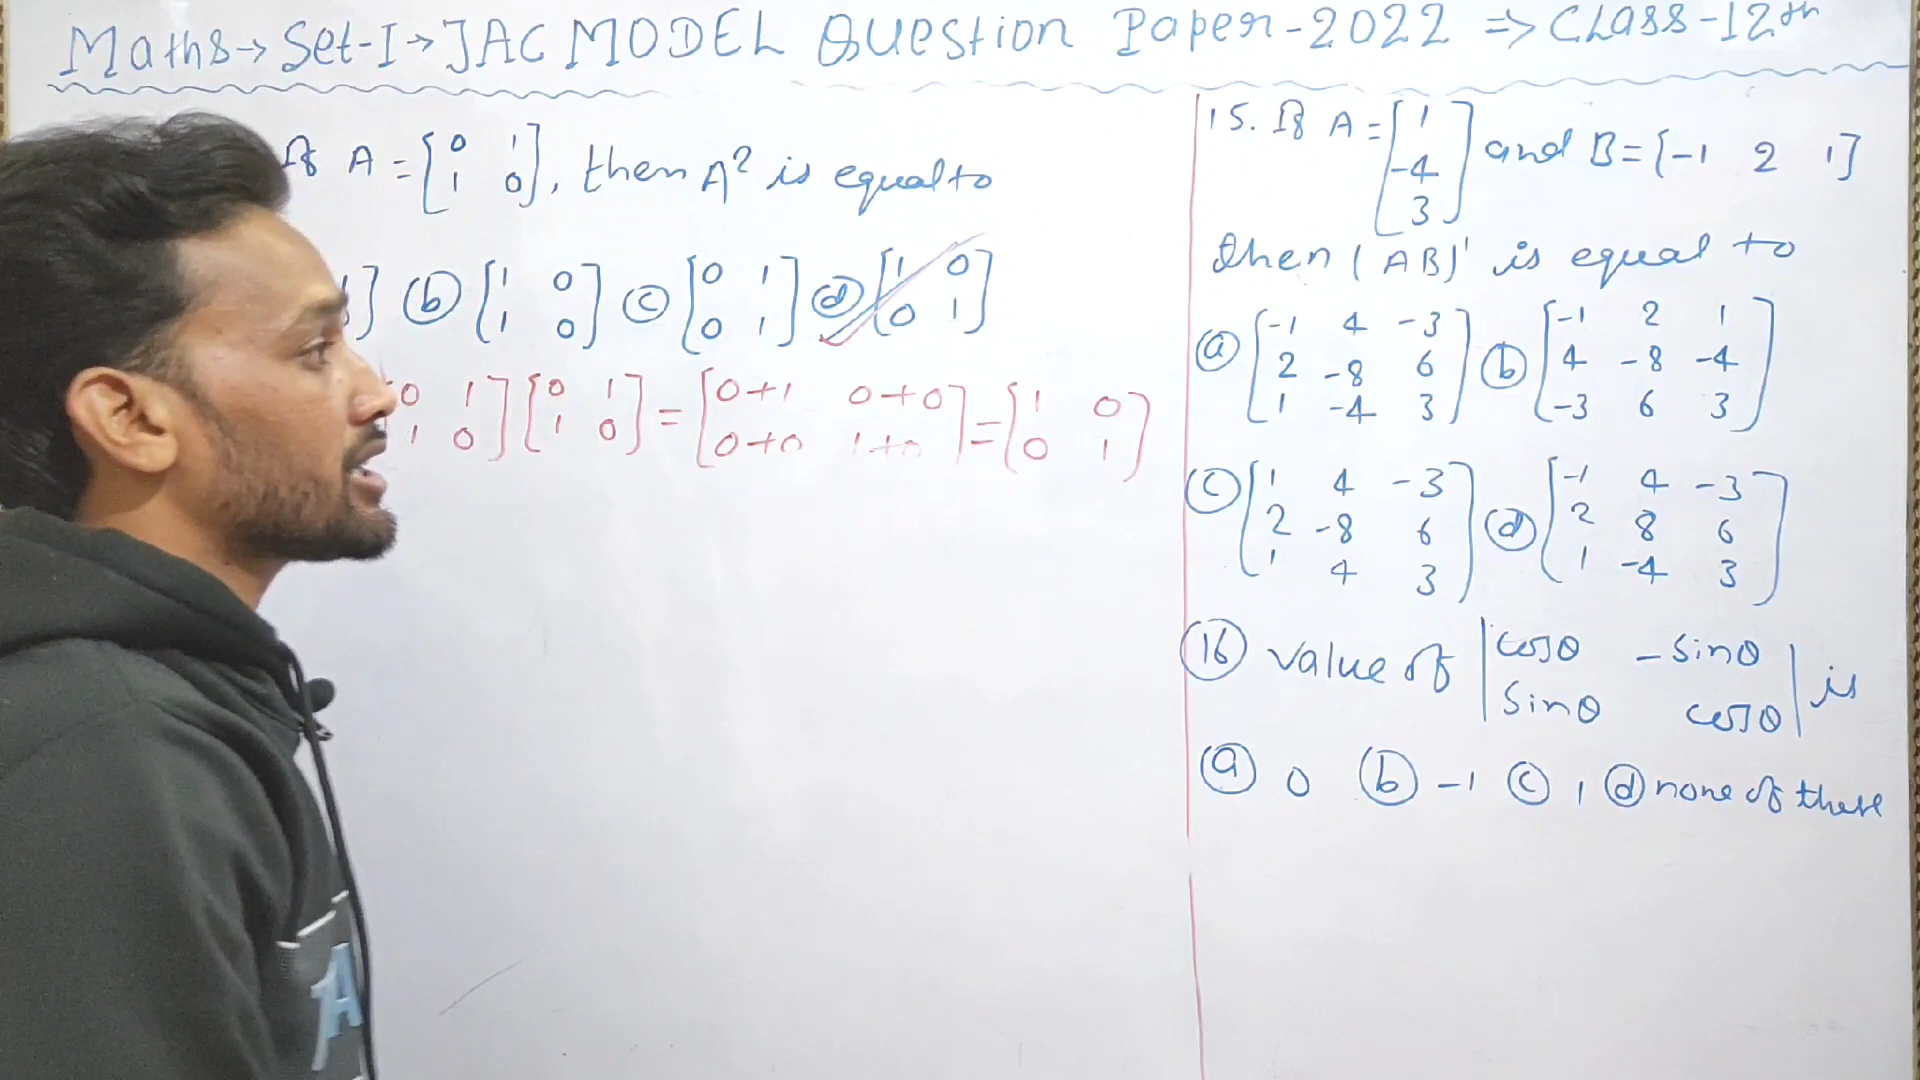 Maths→Set-I→JAC MODEL Question Paper-2022 ⇒ Class-12th
If A = [0 1
1 0], then A² is equal to
] (b) [1 0
1 0] (c) [0 1
0 1] (d) [1 0
0 1]
0 1
1 0] [0 1
1 0] = [0+1 0+0
0+0 1+0] = [1 0
0 1]
15. If A = [1
-4
3] and B = [-1 2 1]
then (AB)' is equal to
(a) [-1 4 -3
2 -8 6
1 -4 3] (b) [-1 2 1
4 -8 -4
-3 6 3]
(c) [1 4 -3
2 -8 6
1 4 3] (d) [-1 4 -3
2 8 6
1 -4 3]
(16) value of |cosθ -sinθ
sinθ cosθ| is
(a) 0 (b) -1 (c) 1 (d) none of these
A